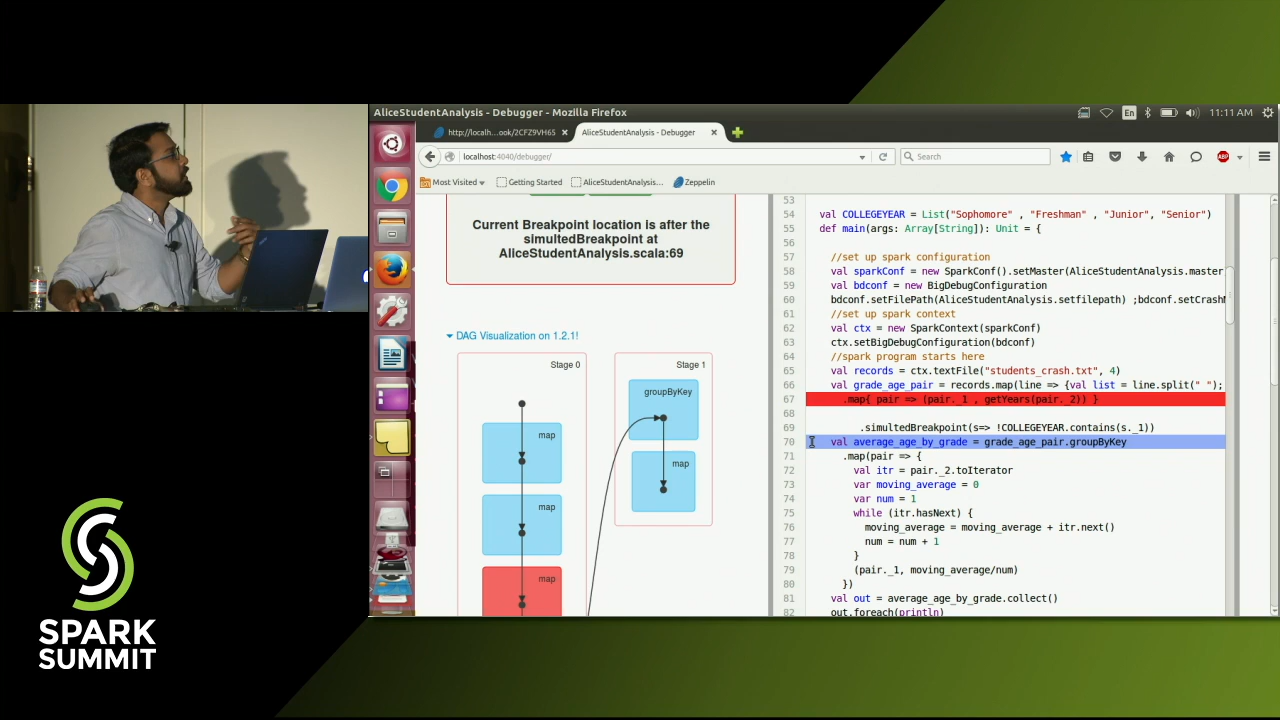 AliceStudentAnalysis - Debugger - Mozilla Firefox
En
11:11 AM
http://localh...ook/2CFZ9VH65
AliceStudentAnalysis - Debugger
localhost:4040/debugger/
Search
ABP
Most Visited
Getting Started
AliceStudentAnalysis...
Zeppelin
Current Breakpoint location is after the
simultedBreakpoint at
AliceStudentAnalysis.scala:69
DAG Visualization on 1.2.1!
Stage 0
map
map
map
Stage 1
groupByKey
map
53
54 val COLLEGEYEAR = List("Sophomore" , "Freshman" , "Junior", "Senior")
55 def main(args: Array[String]): Unit = {
56
57 //set up spark configuration
58 val sparkConf = new SparkConf().setMaster(AliceStudentAnalysis.master
59 val bdconf = new BigDebugConfiguration
60 bdconf.setFilePath(AliceStudentAnalysis.setfilepath) ;bdconf.setCrash
61 //set up spark context
62 val ctx = new SparkContext(sparkConf)
63 ctx.setBigDebugConfiguration(bdconf)
64 //spark program starts here
65 val records = ctx.textFile("students_crash.txt", 4)
66 val grade_age_pair = records.map(line => {val list = line.split(" ");
67 .map{ pair => (pair._1 , getYears(pair._2)) }
68
69 .simultedBreakpoint(s=> !COLLEGEYEAR.contains(s._1))
70 val average_age_by_grade = grade_age_pair.groupByKey
71 .map(pair => {
72 val itr = pair._2.toIterator
73 var moving_average = 0
74 var num = 1
75 while (itr.hasNext) {
76 moving_average = moving_average + itr.next()
77 num = num + 1
78 }
79 (pair._1, moving_average/num)
80 })
81 val out = average_age_by_grade.collect()
82 out.foreach(println)
SPARK
SUMMIT